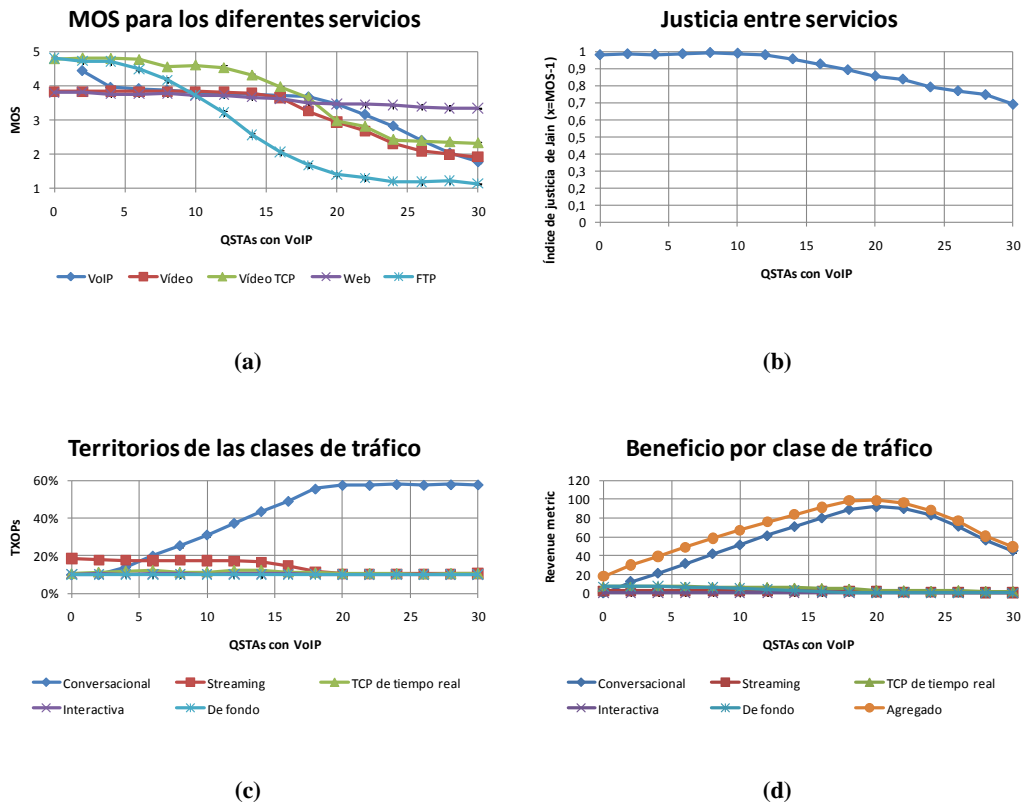 MOS para los diferentes servicios
5
4
3
2
1
MOS
0 5 10 15 20 25 30
QSTAs con VoIP
VoIP Vídeo Vídeo TCP Web FTP
(a)
Justicia entre servicios
1
0,9
0,8
0,7
0,6
0,5
0,4
0,3
0,2
0,1
0
Índice de justicia de Jain (x=MOS-1)
0 5 10 15 20 25 30
QSTAs con VoIP
(b)
Territorios de las clases de tráfico
60%
40%
20%
0%
TXOPs
0 5 10 15 20 25 30
QSTAs con VoIP
Conversacional Streaming TCP de tiempo real
Interactiva De fondo
(c)
Beneficio por clase de tráfico
120
100
80
60
40
20
0
Revenue metric
0 5 10 15 20 25 30
QSTAs con VoIP
Conversacional Streaming TCP de tiempo real
Interactiva De fondo Agregado
(d)